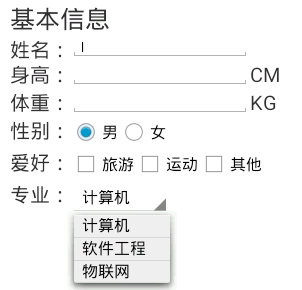 基本信息
姓名：
身高： CM
体重： KG
性别： 男 女
爱好： 旅游 运动 其他
专业： 计算机
计算机
软件工程
物联网